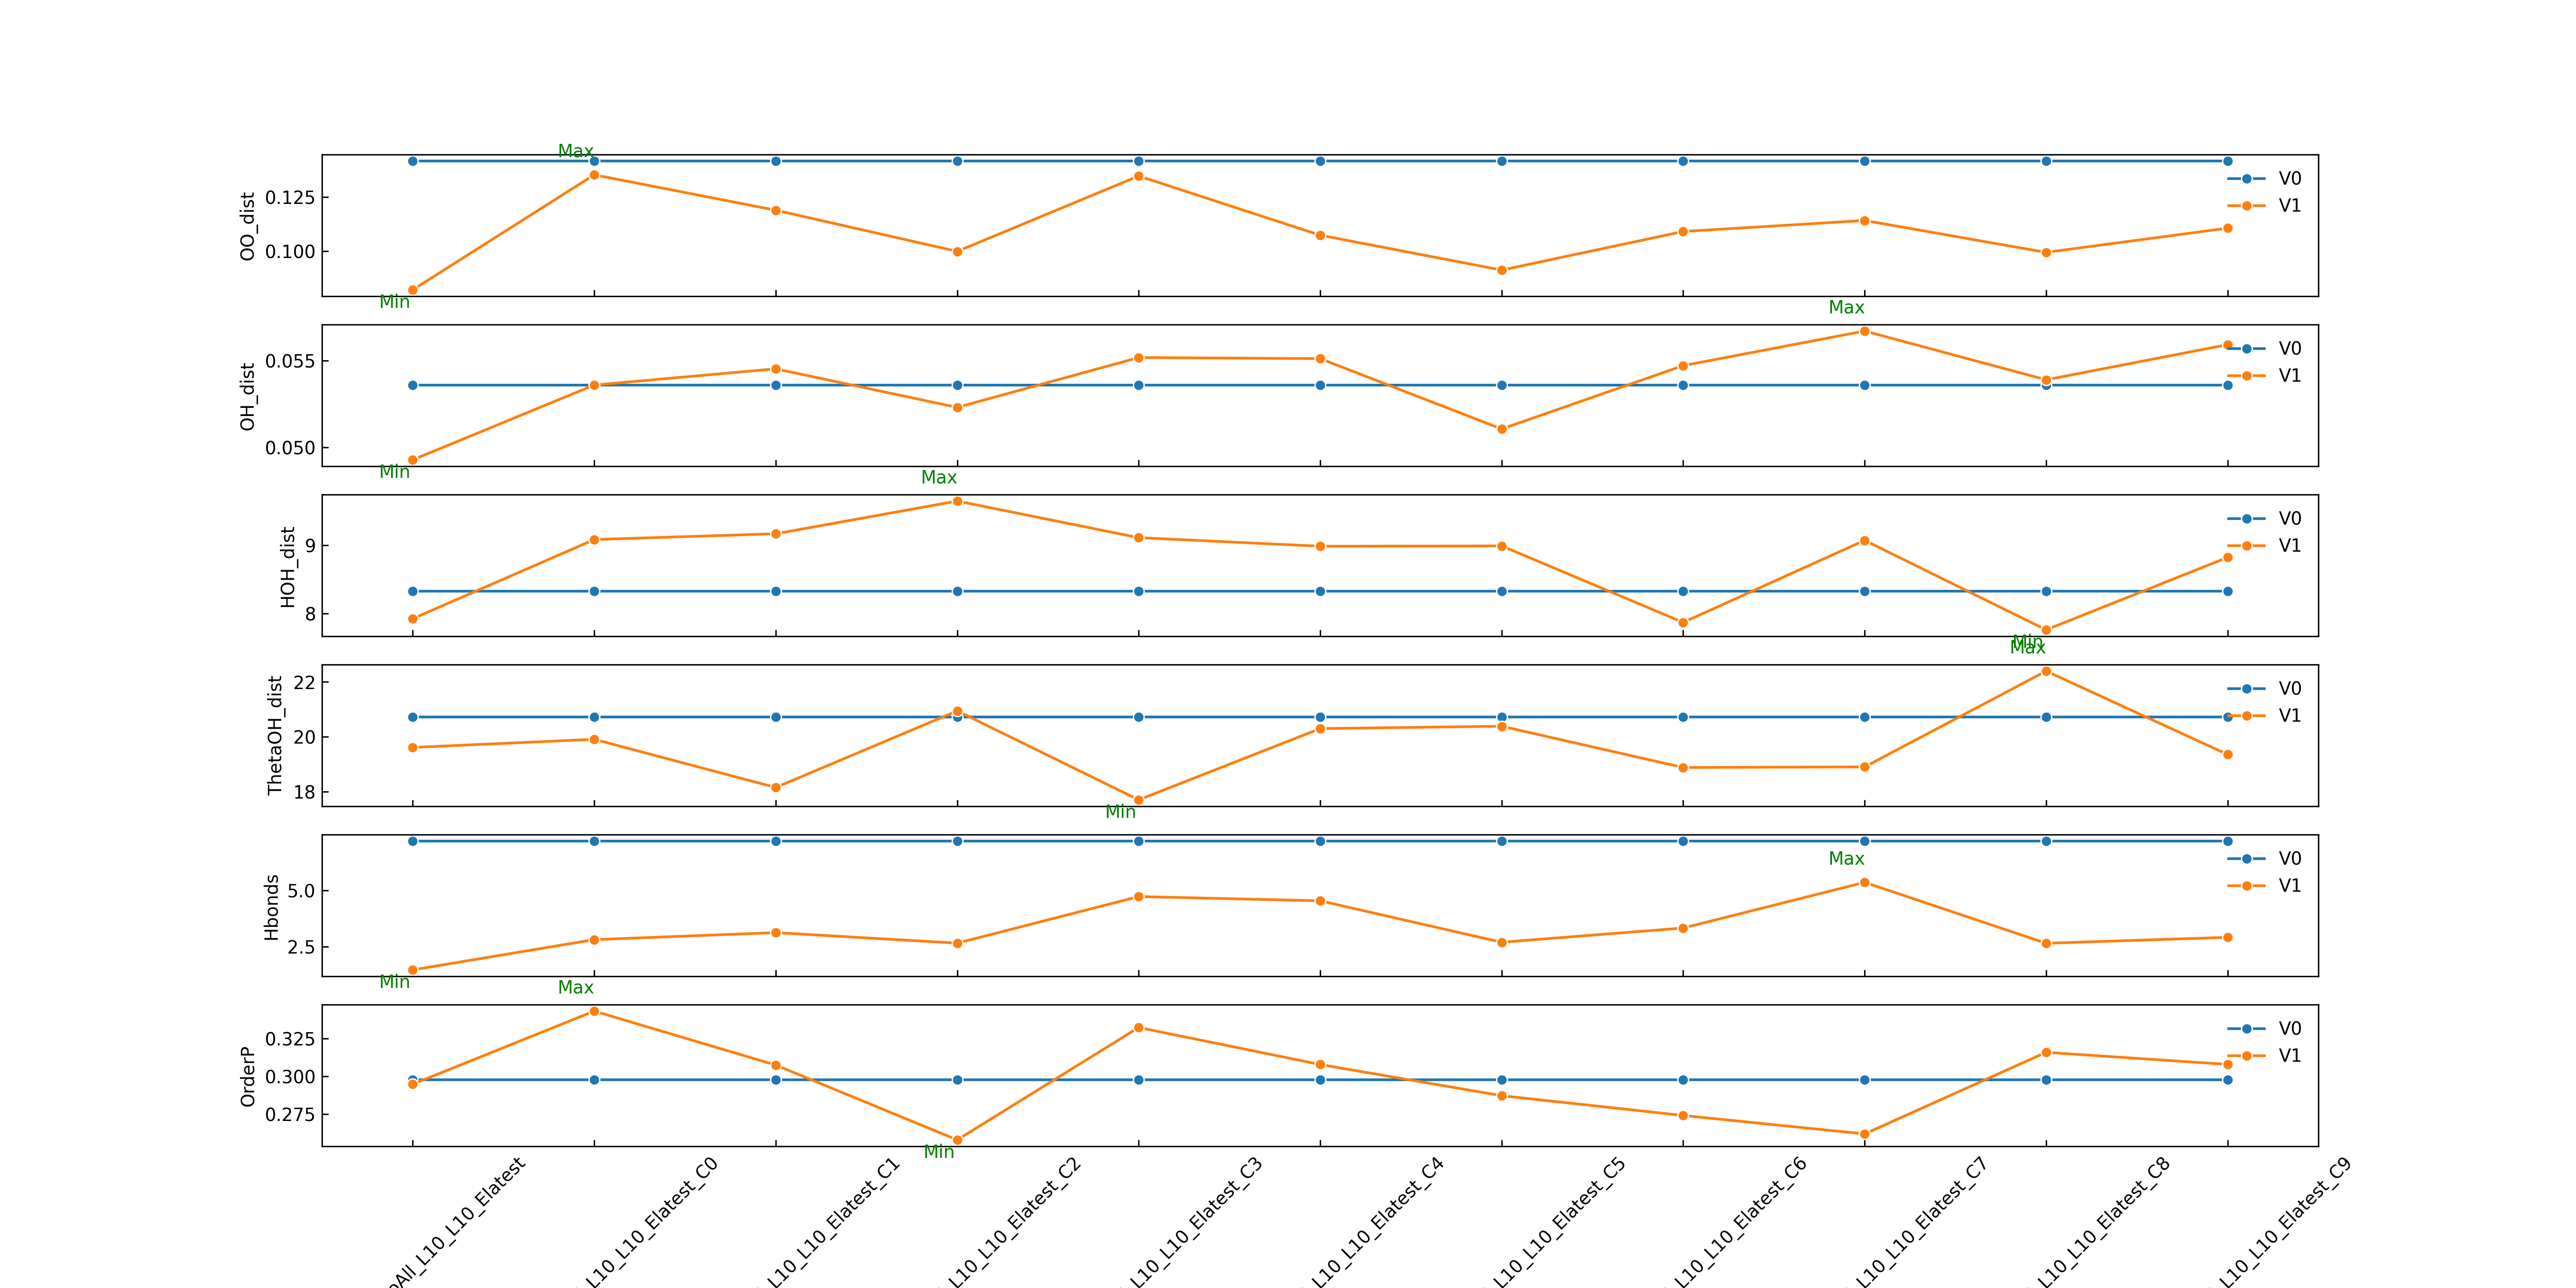 Max
OO_dist
0.125
0.100
V0
V1
Min
Max
OH_dist
0.055
0.050
V0
V1
Min
Max
HOH_dist
9
8
V0
V1
Min
Max
ThetaOH_dist
22
20
18
V0
V1
Min
Hbonds
5.0
2.5
Max
V0
V1
Min
Max
OrderP
0.325
0.300
0.275
V0
V1
Min
All_L10_L10_Elatest
L10_L10_Elatest_C0
L10_L10_Elatest_C1
L10_L10_Elatest_C2
L10_L10_Elatest_C3
L10_L10_Elatest_C4
L10_L10_Elatest_C5
L10_L10_Elatest_C6
L10_L10_Elatest_C7
L10_L10_Elatest_C8
L10_L10_Elatest_C9